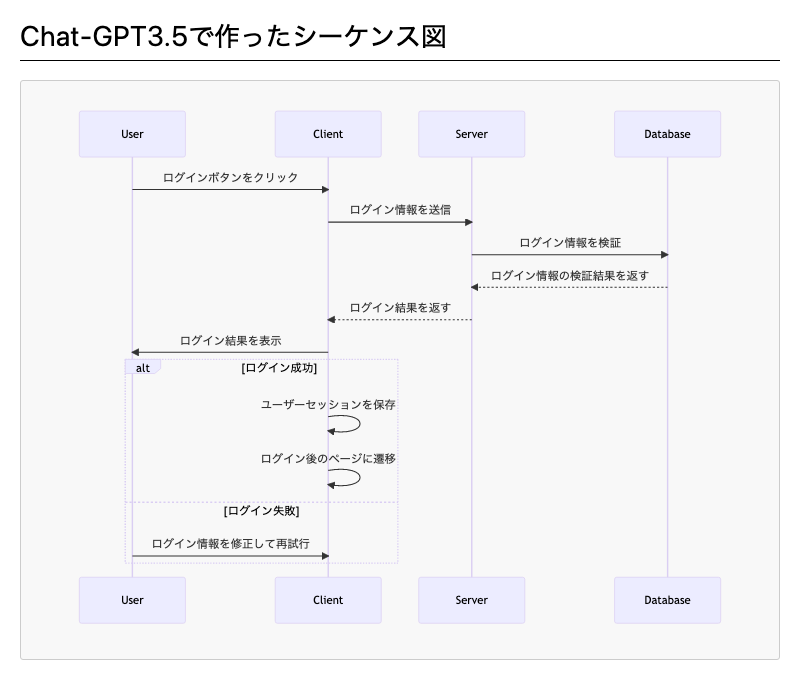 Chat-GPT3.5で作ったシーケンス図
User
Client
Server
Database
ログインボタンをクリック
ログイン情報を送信
ログイン情報を検証
ログイン情報の検証結果を返す
ログイン結果を返す
ログイン結果を表示
alt
[ログイン成功]
ユーザーセッションを保存
ログイン後のページに遷移
[ログイン失敗]
ログイン情報を修正して再試行
User
Client
Server
Database